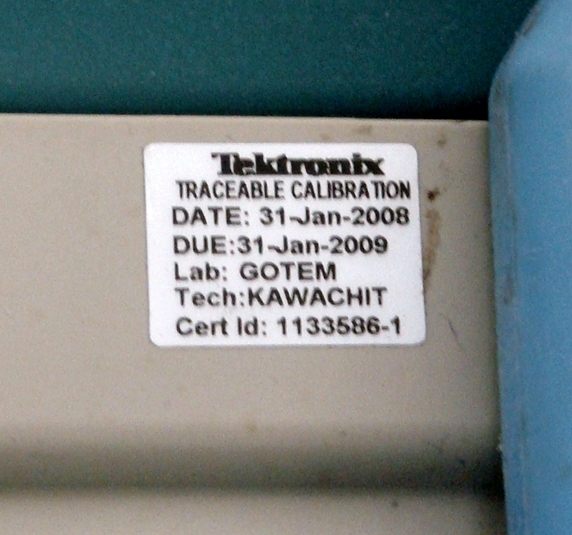 Tektronix
TRACEABLE CALIBRATION
DATE: 31-Jan-2008
DUE:31-Jan-2009
Lab: GOTEM
Tech:KAWACHIT
Cert Id: 1133586-1